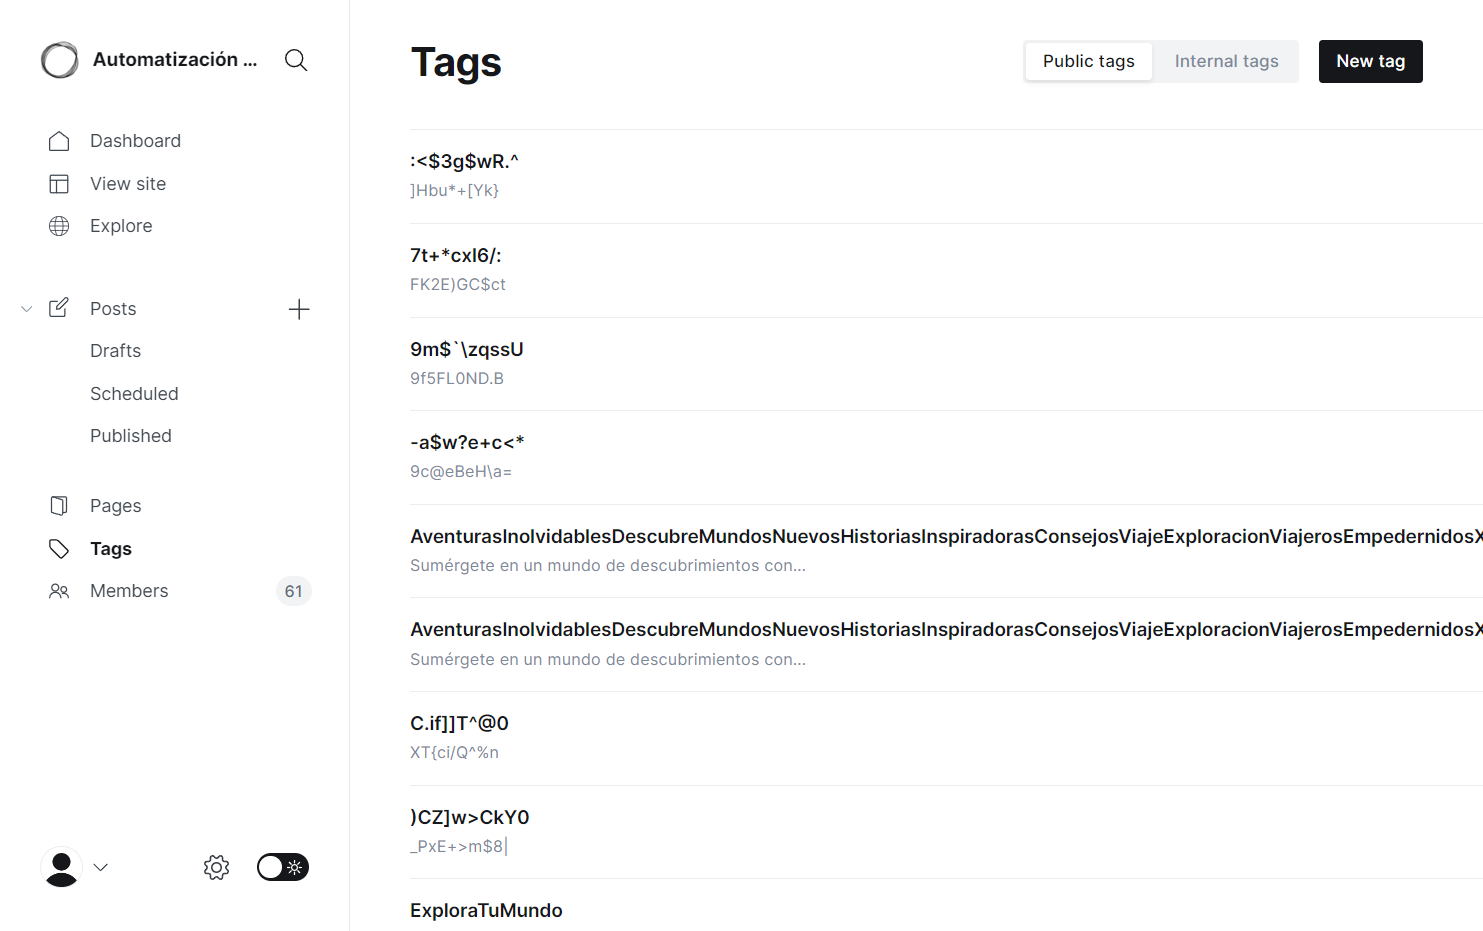 Automatización ...
Dashboard
View site
Explore
Posts
Drafts
Scheduled
Published
Pages
Tags
Members
61
Tags
Public tags
Internal tags
New tag
:<$3g$wR.^
]Hbu*+[Yk}
7t+*cxI6/:
FK2E)GC$ct
9m$`\zqssU
9f5FL0ND.B
-a$w?e+c<*
9c@eBeH\a=
AventurasInolvidablesDescubreMundosNuevosHistoriasInspiradorasConsejosViajeExploracionViajerosEmpedernidosX
Sumérgete en un mundo de descubrimientos con...
AventurasInolvidablesDescubreMundosNuevosHistoriasInspiradorasConsejosViajeExploracionViajerosEmpedernidosX
Sumérgete en un mundo de descubrimientos con...
C.if]]T^@0
XT{ci/Q^%n
)CZ]w>CkY0
_PxE+>m$8|
ExploraTuMundo